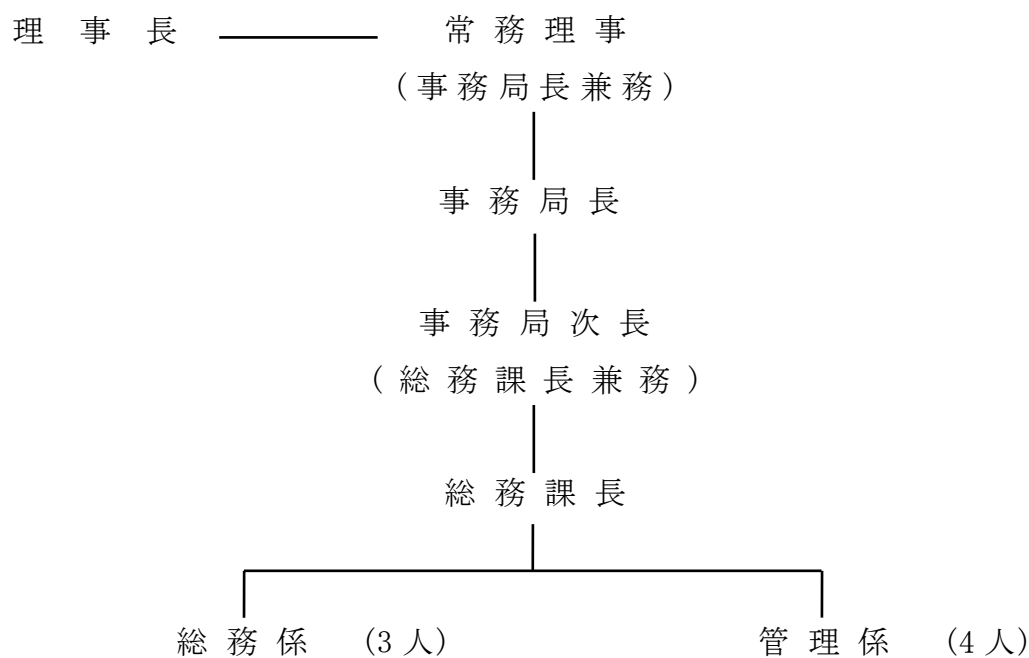 理事長 常務理事
(事務局長兼務)
事務局長
事務局次長
(総務課長兼務)
総務課長
総務係 (3人) 管理係 (4人)